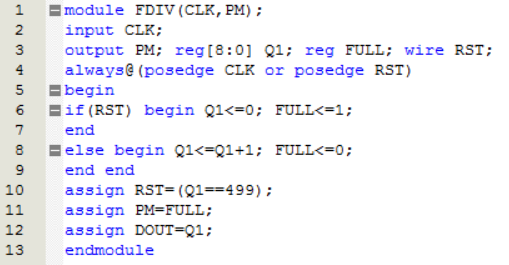 1 module FDIV(CLK,PM);
2 input CLK;
3 output PM; reg[8:0] Q1; reg FULL; wire RST;
4 always@(posedge CLK or posedge RST)
5 begin
6 if(RST) begin Q1<=0; FULL<=1;
7 end
8 else begin Q1<=Q1+1; FULL<=0;
9 end end
10 assign RST=(Q1==499);
11 assign PM=FULL;
12 assign DOUT=Q1;
13 endmodule